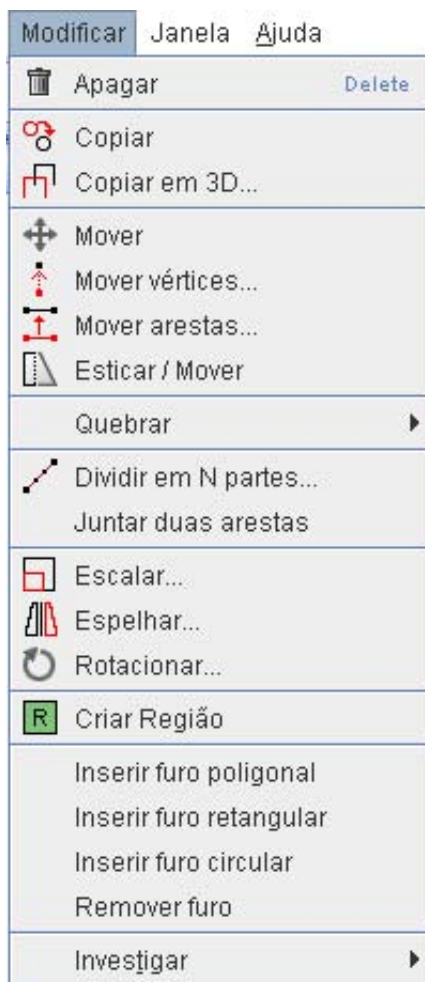 Modificar Janela Ajuda
Apagar Delete
Copiar
Copiar em 3D...
Mover
Mover vértices...
Mover arestas...
Esticar / Mover
Quebrar
Dividir em N partes...
Juntar duas arestas
Escalar...
Espelhar...
Rotacionar...
R Criar Região
Inserir furo poligonal
Inserir furo retangular
Inserir furo circular
Remover furo
Investigar